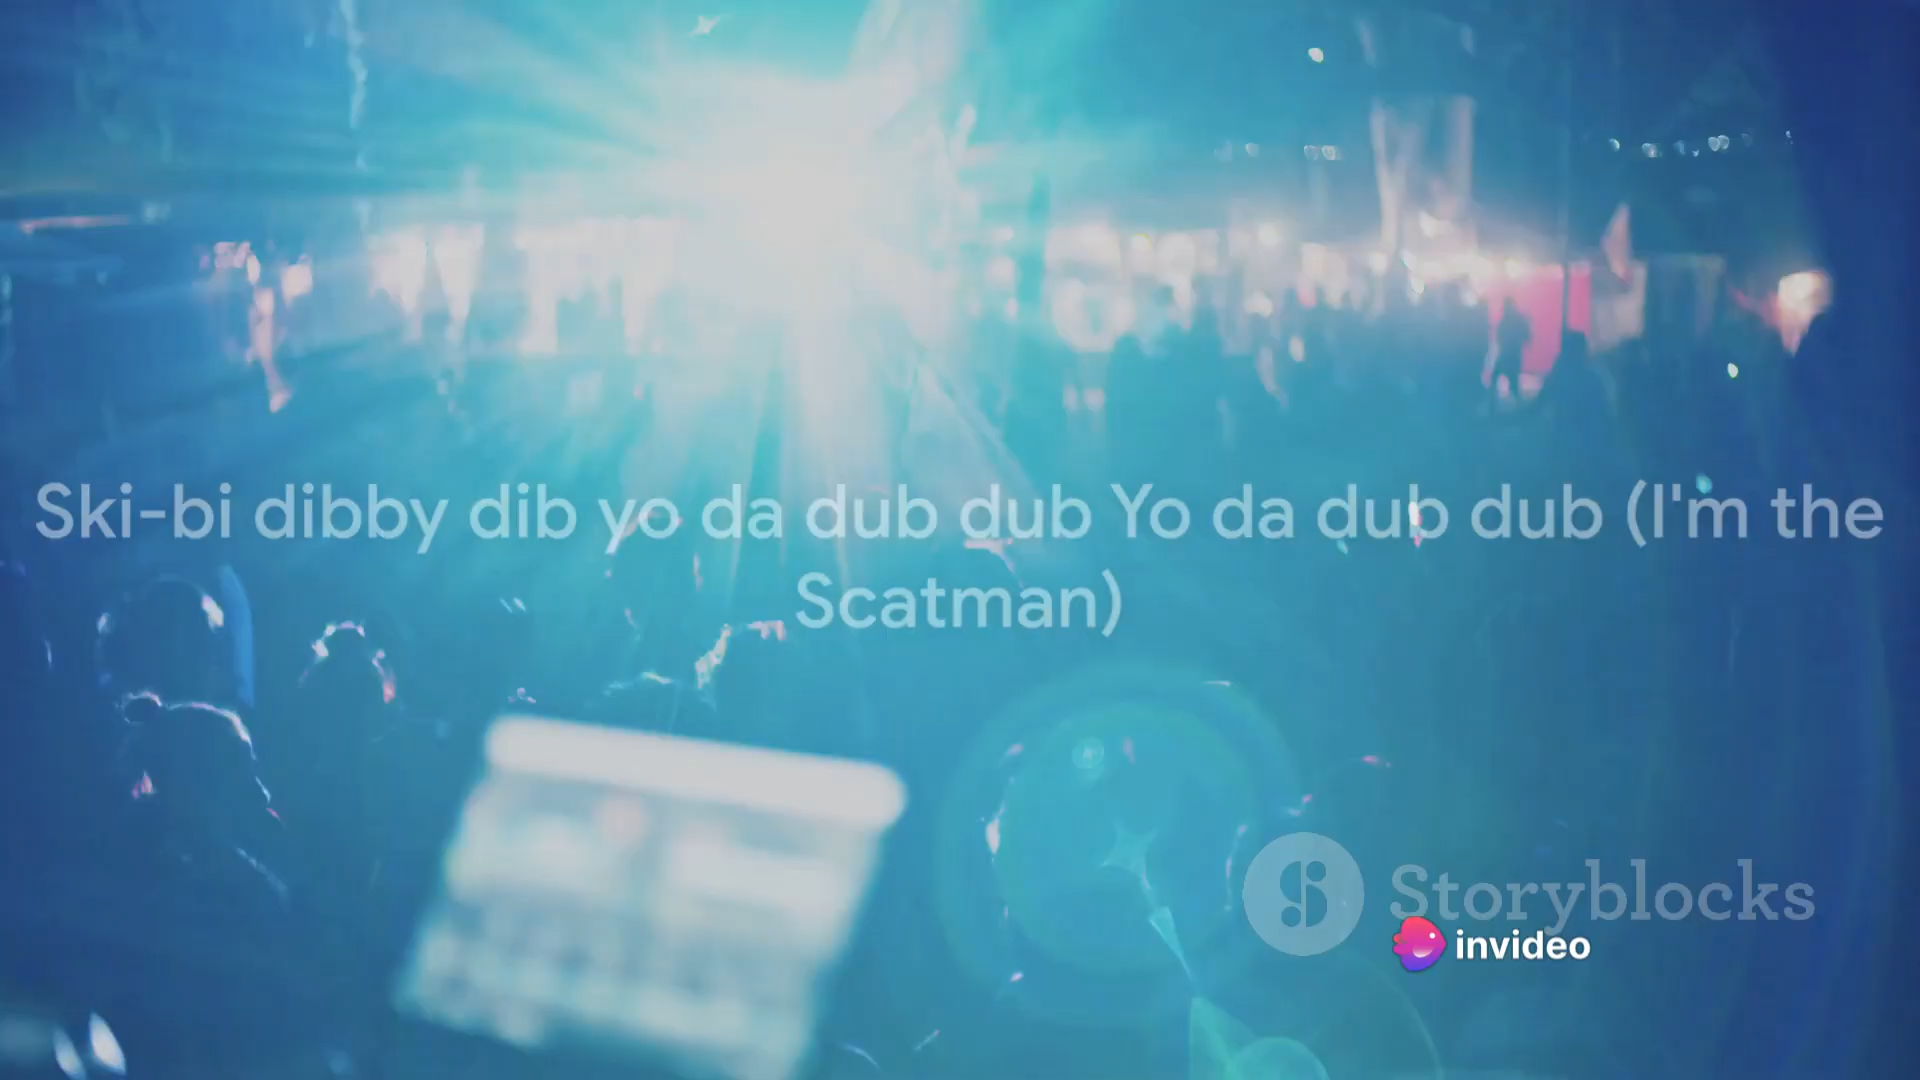 Ski-bi dibby dib yo da dub dub Yo da dub dub (I'm the
Scatman)
Storyblocks
invideo